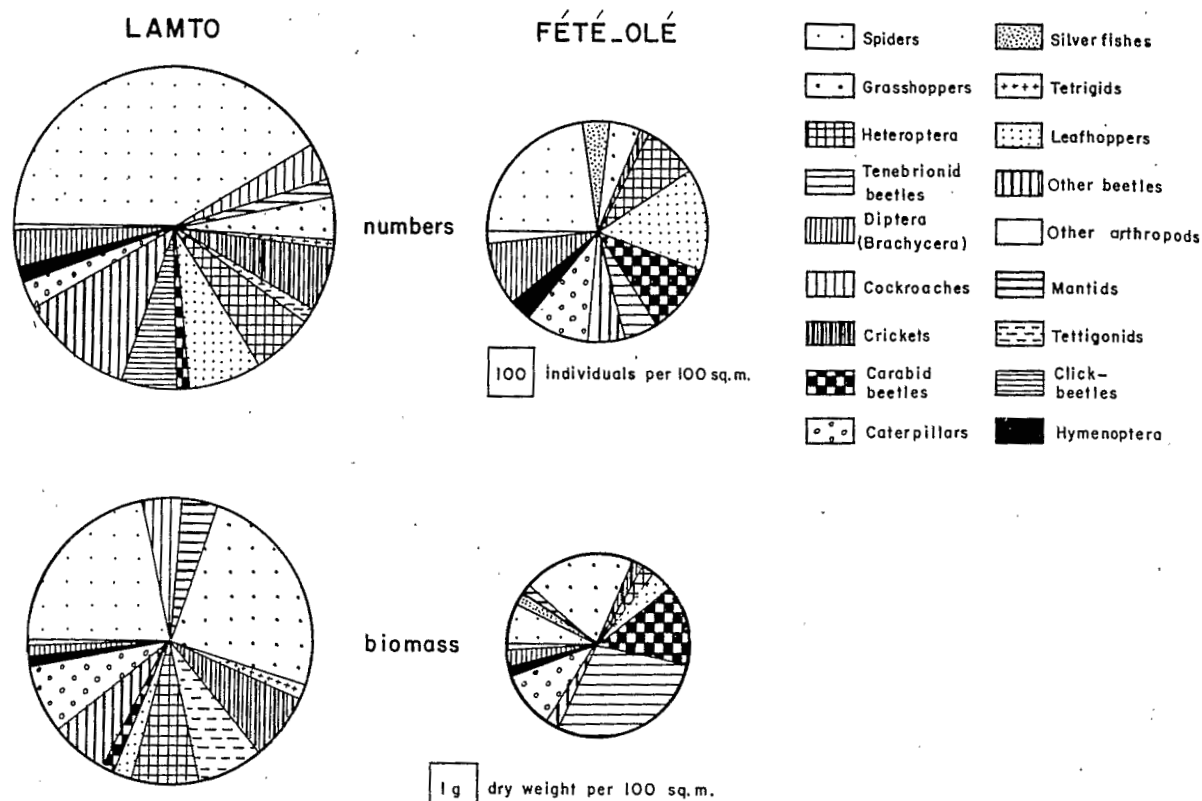 LAMTO
FÉTÉ_OLÉ
numbers
100 individuals per 100 sq.m.
biomass
1 g dry weight per 100 sq.m.
Spiders
Grasshoppers
Heteroptera
Tenebrionid
beetles
Diptera
(Brachycera)
Cockroaches
Crickets
Carabid
beetles
Caterpillars
Silver fishes
Tetrigids
Leafhoppers
Other beetles
Other arthropods
Mantids
Tettigonids
Click-
beetles
Hymenoptera